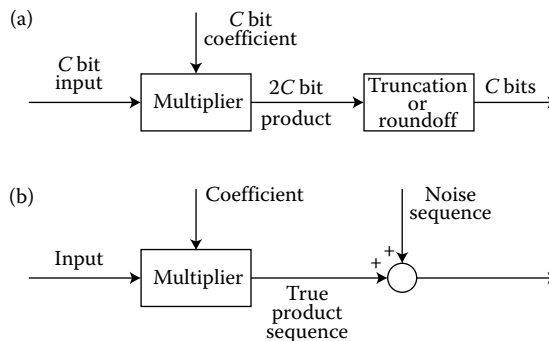 (a)
C bit
coefficient
C bit
input
Multiplier
2C bit
product
Truncation
or
roundoff
C bits
(b)
Coefficient
Noise
sequence
Input
Multiplier
+
+
True
product
sequence